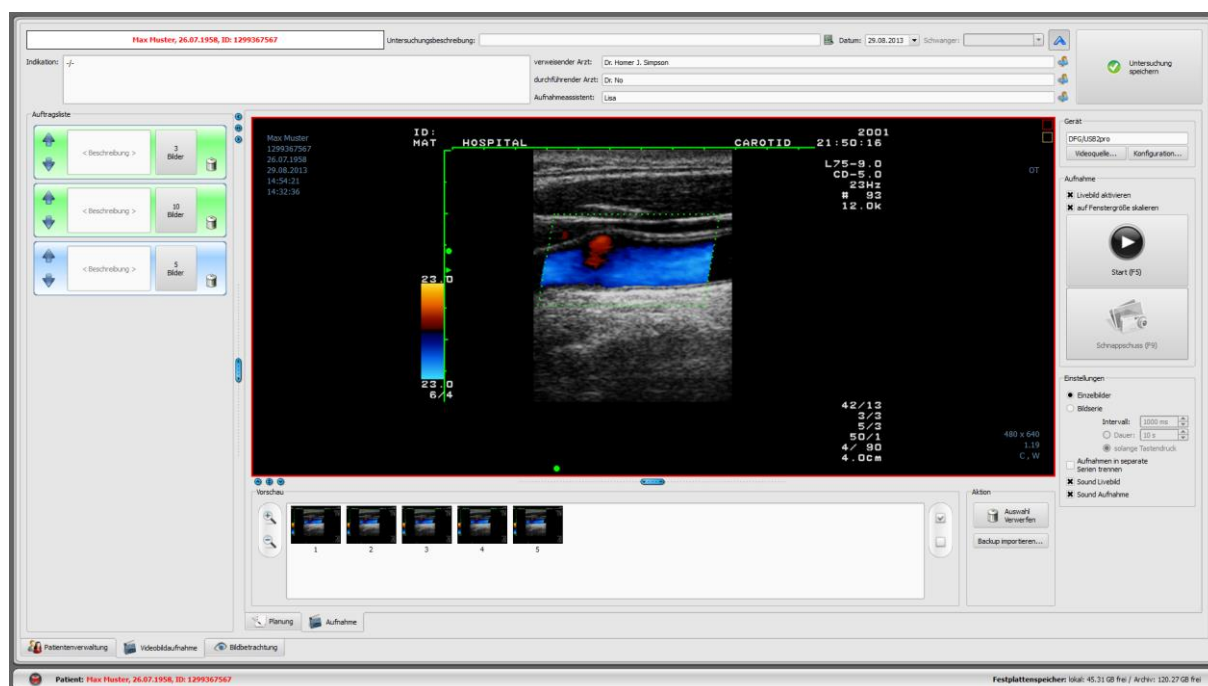 Max Muster, 26.07.1958, ID: 1299367567
Untersuchungsbeschreibung:
Datum: 29.08.2013
Schwanger:
Untersuchung
speichern
Indikation: -/-
verweisender Arzt: Dr. Homer J. Simpson
durchführender Arzt: Dr. No
Aufnahmeassistent: Lisa
Auftragsliste
< Beschreibung >
3
Bilder
< Beschreibung >
10
Bilder
< Beschreibung >
5
Bilder
Max Muster
1299367567
26.07.1958
29.08.2013
14:54:21
14:32:36
ID:
MAT HOSPITAL CAROTID
2001
21:50:16
L75-9.0
CD-5.0
23Hz
# 93
12.0k
OT
23.0
23.0
6/4
42/13
3/3
5/3
50/1
4/ 90
4.0cm
480 x 640
1.19
C , W
Gerät
DFG/USB2pro
Videoquelle... Konfiguration...
Aufnahme
Livebild aktivieren
auf Fenstergröße skalieren
Start (F5)
Schnappschuss (F9)
Einstellungen
Einzelbilder
Bildserie
Intervall: 1000 ms
Dauer: 10 s
solange Tastendruck
Aufnahmen in separate
Serien trennen
Sound Livebild
Sound Aufnahme
Vorschau
1 2 3 4 5
Aktion
Auswahl
Verwerfen
Backup importieren...
Planung Aufnahme
Patientenverwaltung Videobildaufnahme Bildbetrachtung
Patient: Max Muster, 26.07.1958, ID: 1299367567
Festplattenspeicher: lokal: 45.31 GB frei / Archiv: 120.27 GB frei